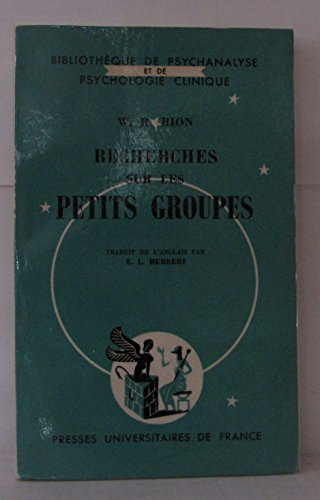 BIBLIOTHÈQUE DE PSYCHANALYSE
ET DE
PSYCHOLOGIE CLINIQUE
W. R. BION
RECHERCHES
SUR LES
PETITS GROUPES
TRADUIT DE L'ANGLAIS PAR
E. L. HERBERT
PRESSES UNIVERSITAIRES DE FRANCE